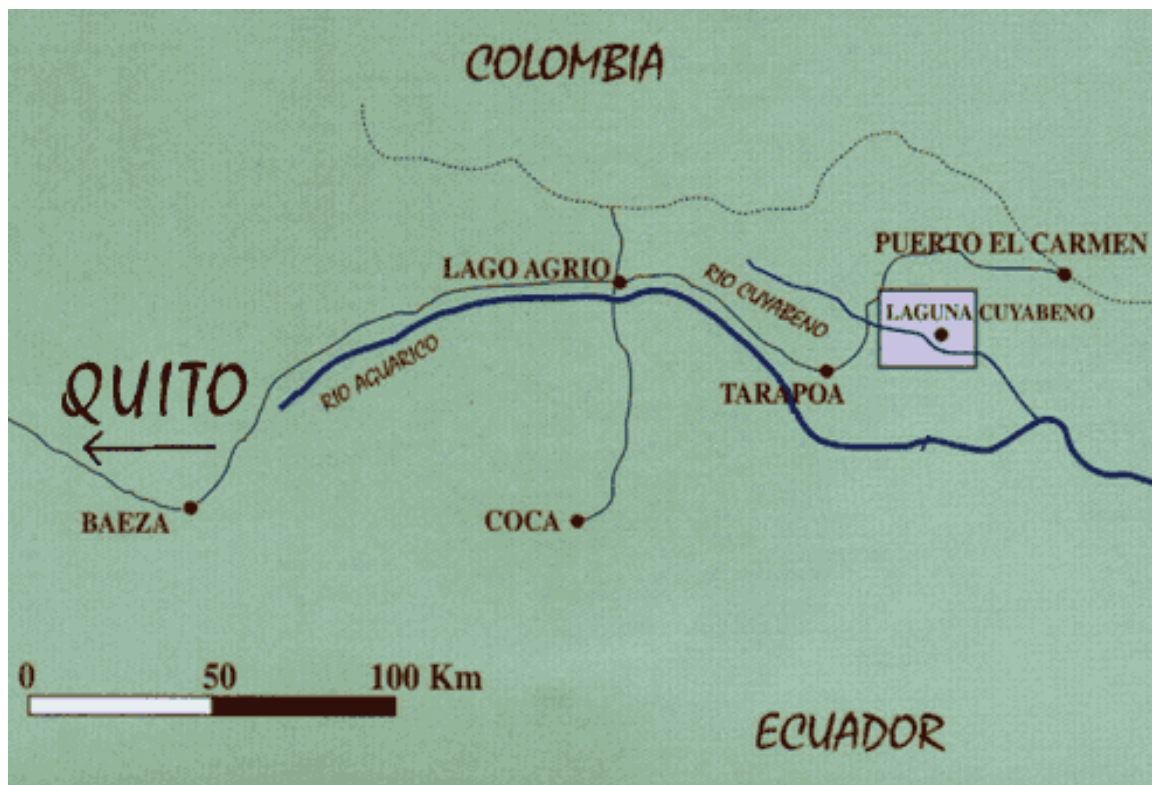 COLOMBIA
PUERTO EL CARMEN
LAGO AGRIO
RIO CUYABENO
LAGUNA CUYABENO
RIO AGUARICO
QUITO
TARAPOA
BAEZA
COCA
0 50 100 Km
ECUADOR